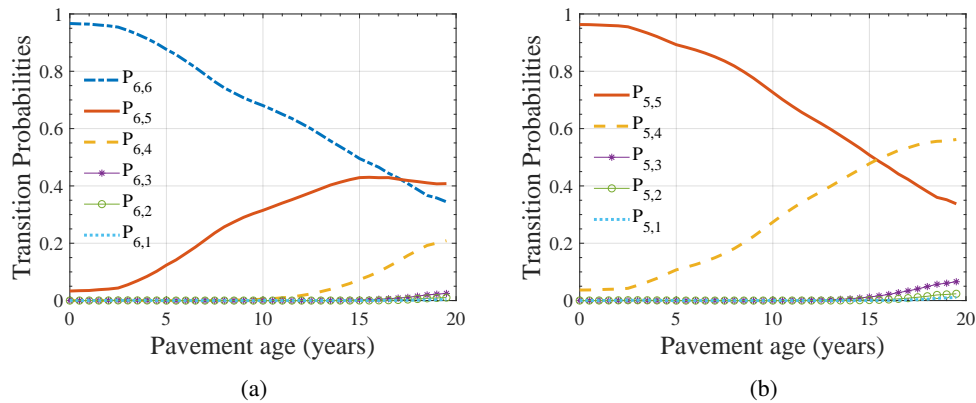 Transition Probabilities
1
0.8
0.6
0.4
0.2
0
P6,6
P6,5
P6,4
P6,3
P6,2
P6,1
0 5 10 15 20
Pavement age (years)
(a)
Transition Probabilities
1
0.8
0.6
0.4
0.2
0
P5,5
P5,4
P5,3
P5,2
P5,1
0 5 10 15 20
Pavement age (years)
(b)